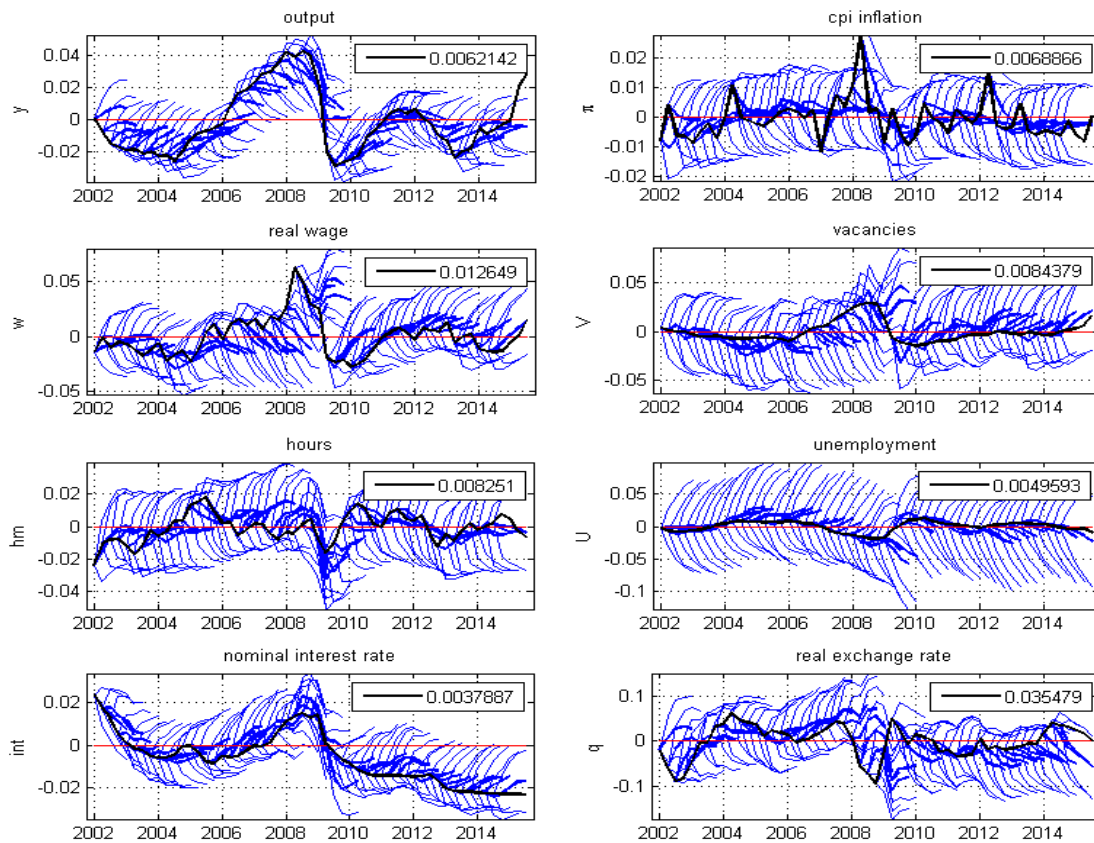 output
0.0062142
0.04
0.02
0
-0.02
y
2002 2004 2006 2008 2010 2012 2014
cpi inflation
0.0068866
0.02
0.01
0
-0.01
-0.02
π
2002 2004 2006 2008 2010 2012 2014
real wage
0.012649
0.05
0
-0.05
w
2002 2004 2006 2008 2010 2012 2014
vacancies
0.0084379
0.05
0
-0.05
V
2002 2004 2006 2008 2010 2012 2014
hours
0.008251
0.02
0
-0.02
-0.04
hm
2002 2004 2006 2008 2010 2012 2014
unemployment
0.0049593
0.05
0
-0.05
-0.1
U
2002 2004 2006 2008 2010 2012 2014
nominal interest rate
0.0037887
0.02
0
-0.02
int
2002 2004 2006 2008 2010 2012 2014
real exchange rate
0.035479
0.1
0
-0.1
q
2002 2004 2006 2008 2010 2012 2014